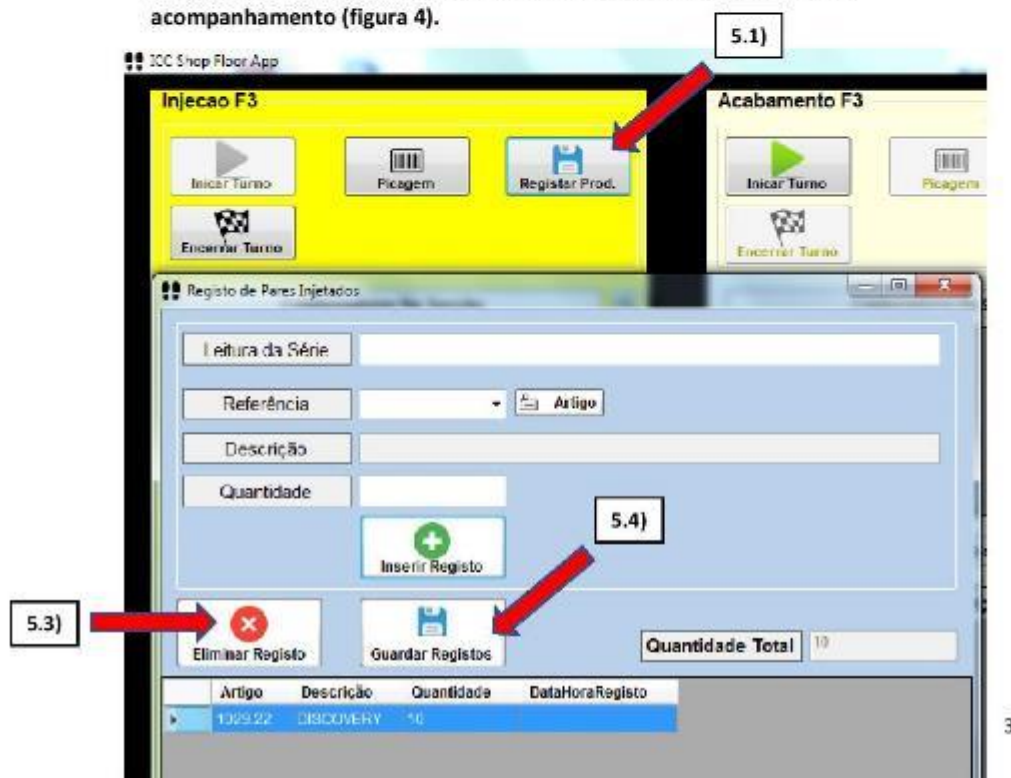 acompanhamento (figura 4).
5.1)
ICC Shop Floor App
Injecao F3
Acabamento F3
Inicar Turno
Picagem
Registar Prod.
Inicar Turno
Picagem
Encerrar Turno
Encerrar Turno
Registo de Pares Injetados
Leitura da Série
Referência
Artigo
Descrição
Quantidade
5.4)
Inserir Registo
5.3)
Eliminar Registo
Guardar Registos
Quantidade Total
10
Artigo Descrição Quantidade DataHoraRegisto
1029.22 DISCOVERY 10
3